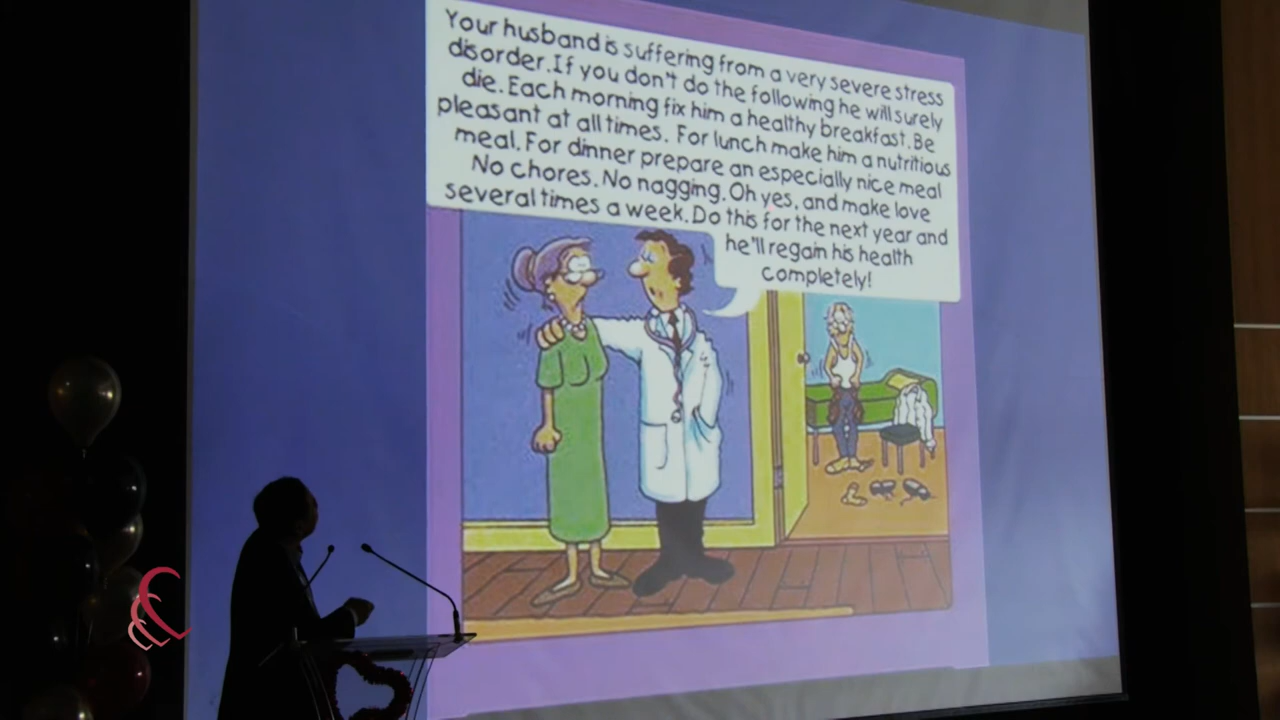 Your husband is suffering from a very severe stress
disorder. If you don't do the following he will surely
die. Each morning fix him a healthy breakfast. Be
pleasant at all times. For lunch make him a nutritious
meal. For dinner prepare an especially nice meal
No chores. No nagging. Oh yes, and make love
several times a week. Do this for the next year and
he'll regain his health
completely!